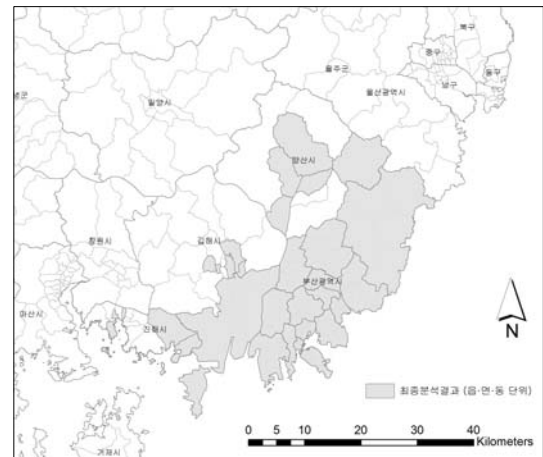 북구
중구
동구
울주군
남구
울산광역시
밀양시
양산시
창원시
김해시
부산광역시
마산시
진해시
N
최종분석결과 (읍·면·동 단위)
거제시
0 5 10 20 30 40
Kilometers